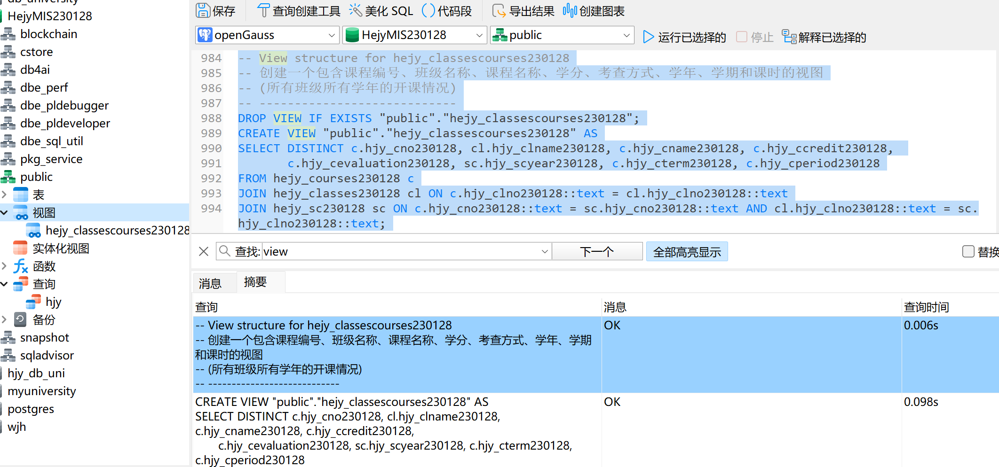 HejyMIS230128
blockchain
cstore
db4ai
dbe_perf
dbe_pldebugger
dbe_pldeveloper
dbe_sql_util
pkg_service
public
表
视图
hejy_classescourses230128
实体化视图
函数
查询
hjy
备份
snapshot
sqladvisor
hjy_db_uni
myuniversity
postgres
wjh
保存 查询创建工具 美化 SQL 代码段 导出结果 创建图表
openGauss HejyMIS230128 public 运行已选择的 停止 解释已选择的
984 -- View structure for hejy_classescourses230128
985 -- 创建一个包含课程编号、班级名称、课程名称、学分、考查方式、学年、学期和课时的视图
986 -- (所有班级所有学年的开课情况)
987 -- ----------------------------
988 DROP VIEW IF EXISTS "public"."hejy_classescourses230128";
989 CREATE VIEW "public"."hejy_classescourses230128" AS
990 SELECT DISTINCT c.hjy_cno230128, cl.hjy_clname230128, c.hjy_cname230128, c.hjy_ccredit230128,
991 c.hjy_cevaluation230128, sc.hjy_scyear230128, c.hjy_cterm230128, c.hjy_cperiod230128
992 FROM hejy_courses230128 c
993 JOIN hejy_classes230128 cl ON c.hjy_clno230128::text = cl.hjy_clno230128::text
994 JOIN hejy_sc230128 sc ON c.hjy_cno230128::text = sc.hjy_cno230128::text AND cl.hjy_clno230128::text = sc.
hjy_clno230128::text;
查找: view 下一个 全部高亮显示 替换
消息 摘要
查询 消息 查询时间
-- View structure for hejy_classescourses230128 OK 0.006s
-- 创建一个包含课程编号、班级名称、课程名称、学分、考查方式、学年、学期
和课时的视图
-- (所有班级所有学年的开课情况)
-- ----------------------------
CREATE VIEW "public"."hejy_classescourses230128" AS OK 0.098s
SELECT DISTINCT c.hjy_cno230128, cl.hjy_clname230128,
c.hjy_cname230128, c.hjy_ccredit230128,
c.hjy_cevaluation230128, sc.hjy_scyear230128, c.hjy_cterm230128,
c.hjy_cperiod230128